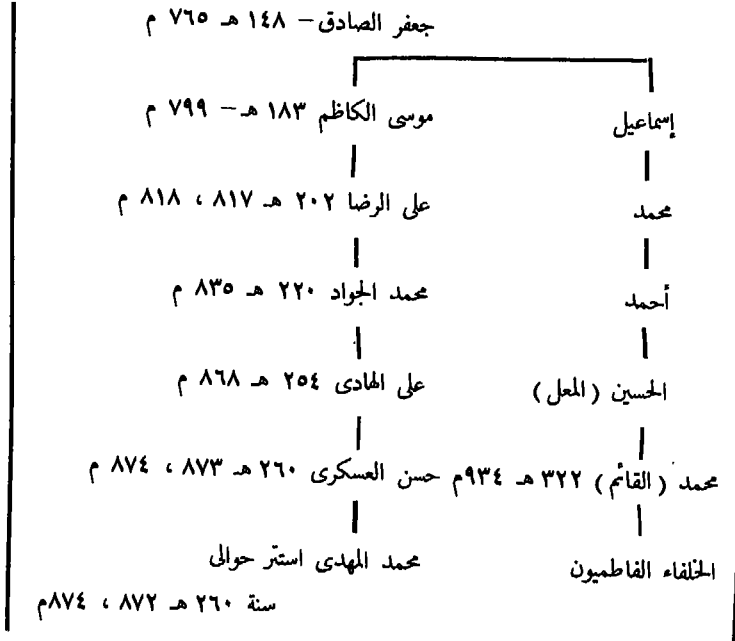 جعفر الصادق – ١٤٨ هـ ٧٦٥ م
إسماعيل
موسى الكاظم ١٨٣ هـ – ٧٩٩ م
محمد
على الرضا ٢٠٢ هـ ٨١٧ ، ٨١٨ م
أحمد
محمد الجواد ٢٢٠ هـ ٨٣٥ م
الحسين ( المعل )
على الهادى ٢٥٤ هـ ٨٦٨ م
محمد ( القائم ) ٣٢٢ هـ ٩٣٤م
حسن العسكرى ٢٦٠ هـ ٨٧٣ ، ٨٧٤ م
الخلفاء الفاطميون
محمد المهدى استتر حوالى
سنة ٢٦٠ هـ ٨٧٢ ، ٨٧٤م